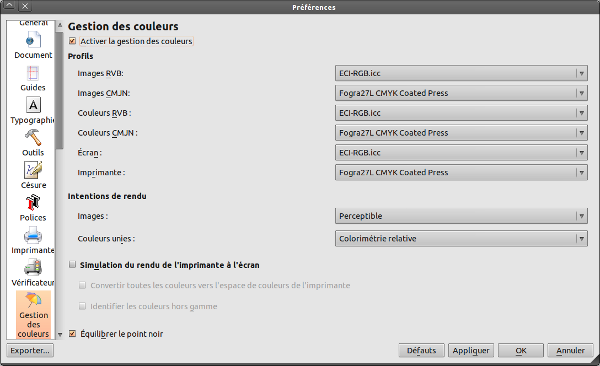 Préférences
Général
Document
Guides
Typographie
Outils
Césure
Polices
Imprimante
Vérificateur
Gestion
des
couleurs
Gestion des couleurs
Activer la gestion des couleurs
Profils
Images RVB: ECI-RGB.icc
Images CMJN: Fogra27L CMYK Coated Press
Couleurs RVB : ECI-RGB.icc
Couleurs CMJN : Fogra27L CMYK Coated Press
Écran : ECI-RGB.icc
Imprimante : Fogra27L CMYK Coated Press
Intentions de rendu
Images : Perceptible
Couleurs unies : Colorimétrie relative
Simulation du rendu de l'imprimante à l'écran
Convertir toutes les couleurs vers l'espace de couleurs de l'imprimante
Identifier les couleurs hors gamme
Équilibrer le point noir
Exporter... Défauts Appliquer OK Annuler